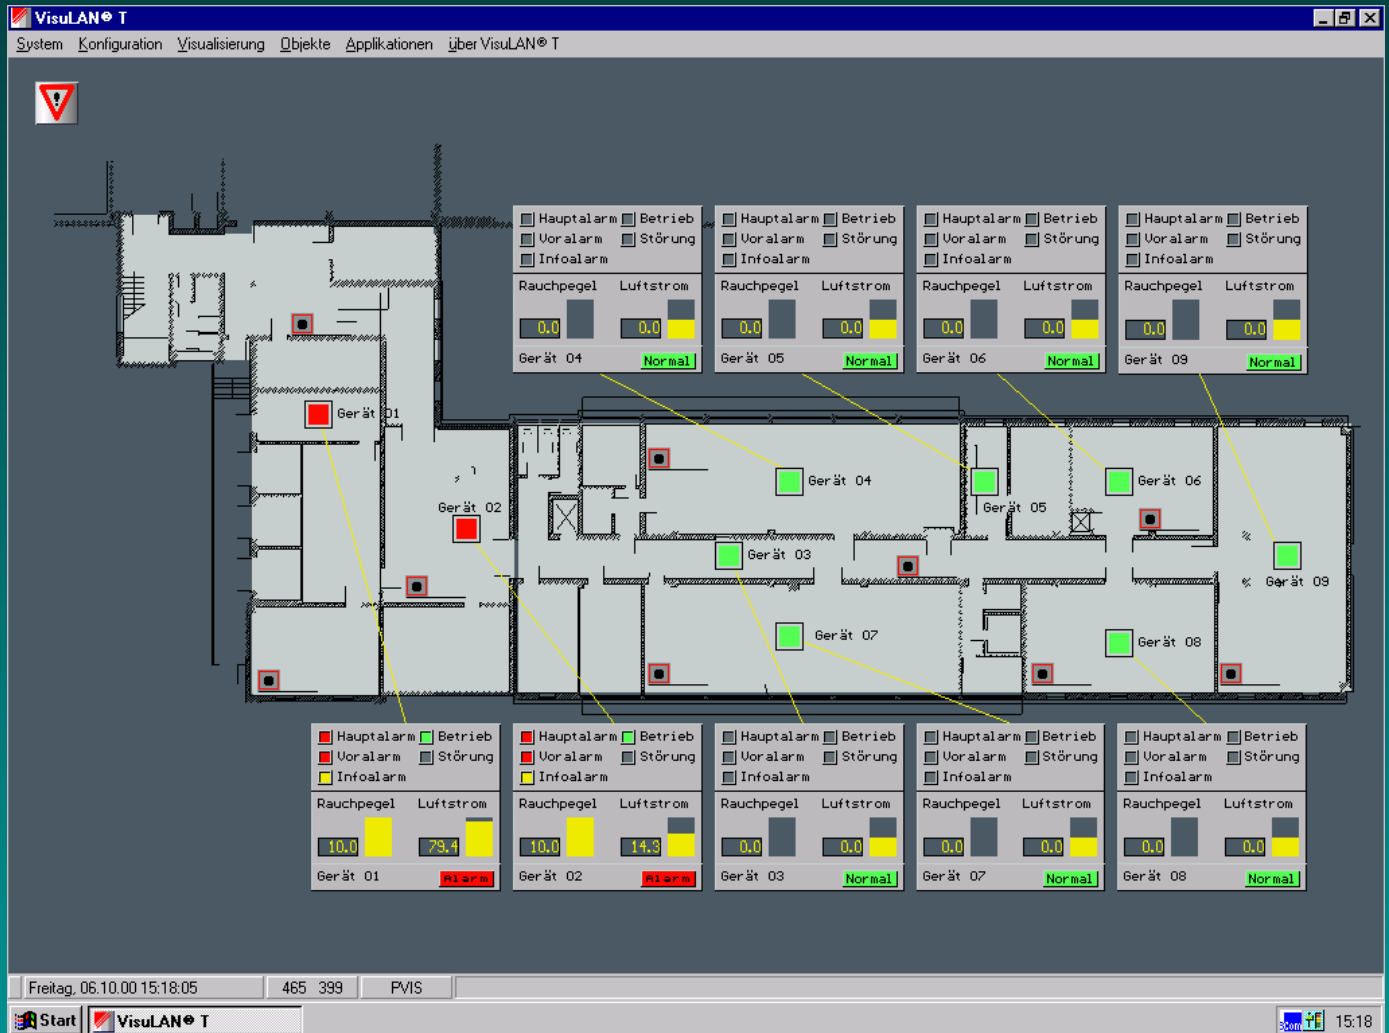 VisuLAN® T
System Konfiguration Visualisierung Objekte Applikationen über VisuLAN® T
Hauptalarm Betrieb
Voralarm Störung
Infoalarm
Rauchpegel Luftstrom
0.0 0.0
Gerät 04 Normal
Hauptalarm Betrieb
Voralarm Störung
Infoalarm
Rauchpegel Luftstrom
0.0 0.0
Gerät 05 Normal
Hauptalarm Betrieb
Voralarm Störung
Infoalarm
Rauchpegel Luftstrom
0.0 0.0
Gerät 06 Normal
Hauptalarm Betrieb
Voralarm Störung
Infoalarm
Rauchpegel Luftstrom
0.0 0.0
Gerät 09 Normal
Gerät 01
Gerät 02
Gerät 04
Gerät 05
Gerät 06
Gerät 03
Gerät 09
Gerät 07
Gerät 08
Hauptalarm Betrieb
Voralarm Störung
Infoalarm
Rauchpegel Luftstrom
10.0 79.4
Gerät 01 Alarm
Hauptalarm Betrieb
Voralarm Störung
Infoalarm
Rauchpegel Luftstrom
10.0 14.3
Gerät 02 Alarm
Hauptalarm Betrieb
Voralarm Störung
Infoalarm
Rauchpegel Luftstrom
0.0 0.0
Gerät 03 Normal
Hauptalarm Betrieb
Voralarm Störung
Infoalarm
Rauchpegel Luftstrom
0.0 0.0
Gerät 07 Normal
Hauptalarm Betrieb
Voralarm Störung
Infoalarm
Rauchpegel Luftstrom
0.0 0.0
Gerät 08 Normal
Freitag, 06.10.00 15:18:05 465 399 PVIS
Start VisuLAN® T 15:18